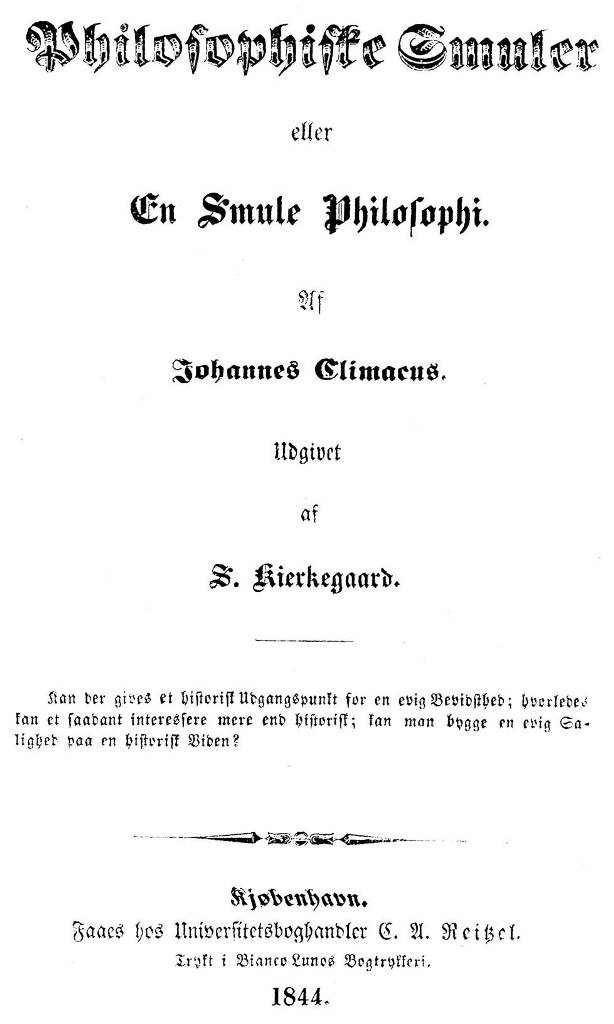 Philosophiske Smuler
eller
En Smule Philosophi.
Af
Johannes Climacus.
Udgivet
af
S. Kierkegaard.
Kan der gives et historisk Udgangspunkt for en evig Bevidsthed; hvorledes
kan et saadant interessere mere end historisk; kan man bygge en evig Sa-
lighed paa en historisk Viden?
Kjøbenhavn.
Faaes hos Universitetsboghandler C. A. Reitzel.
Trykt i Bianco Lunos Bogtrykkeri.
1844.